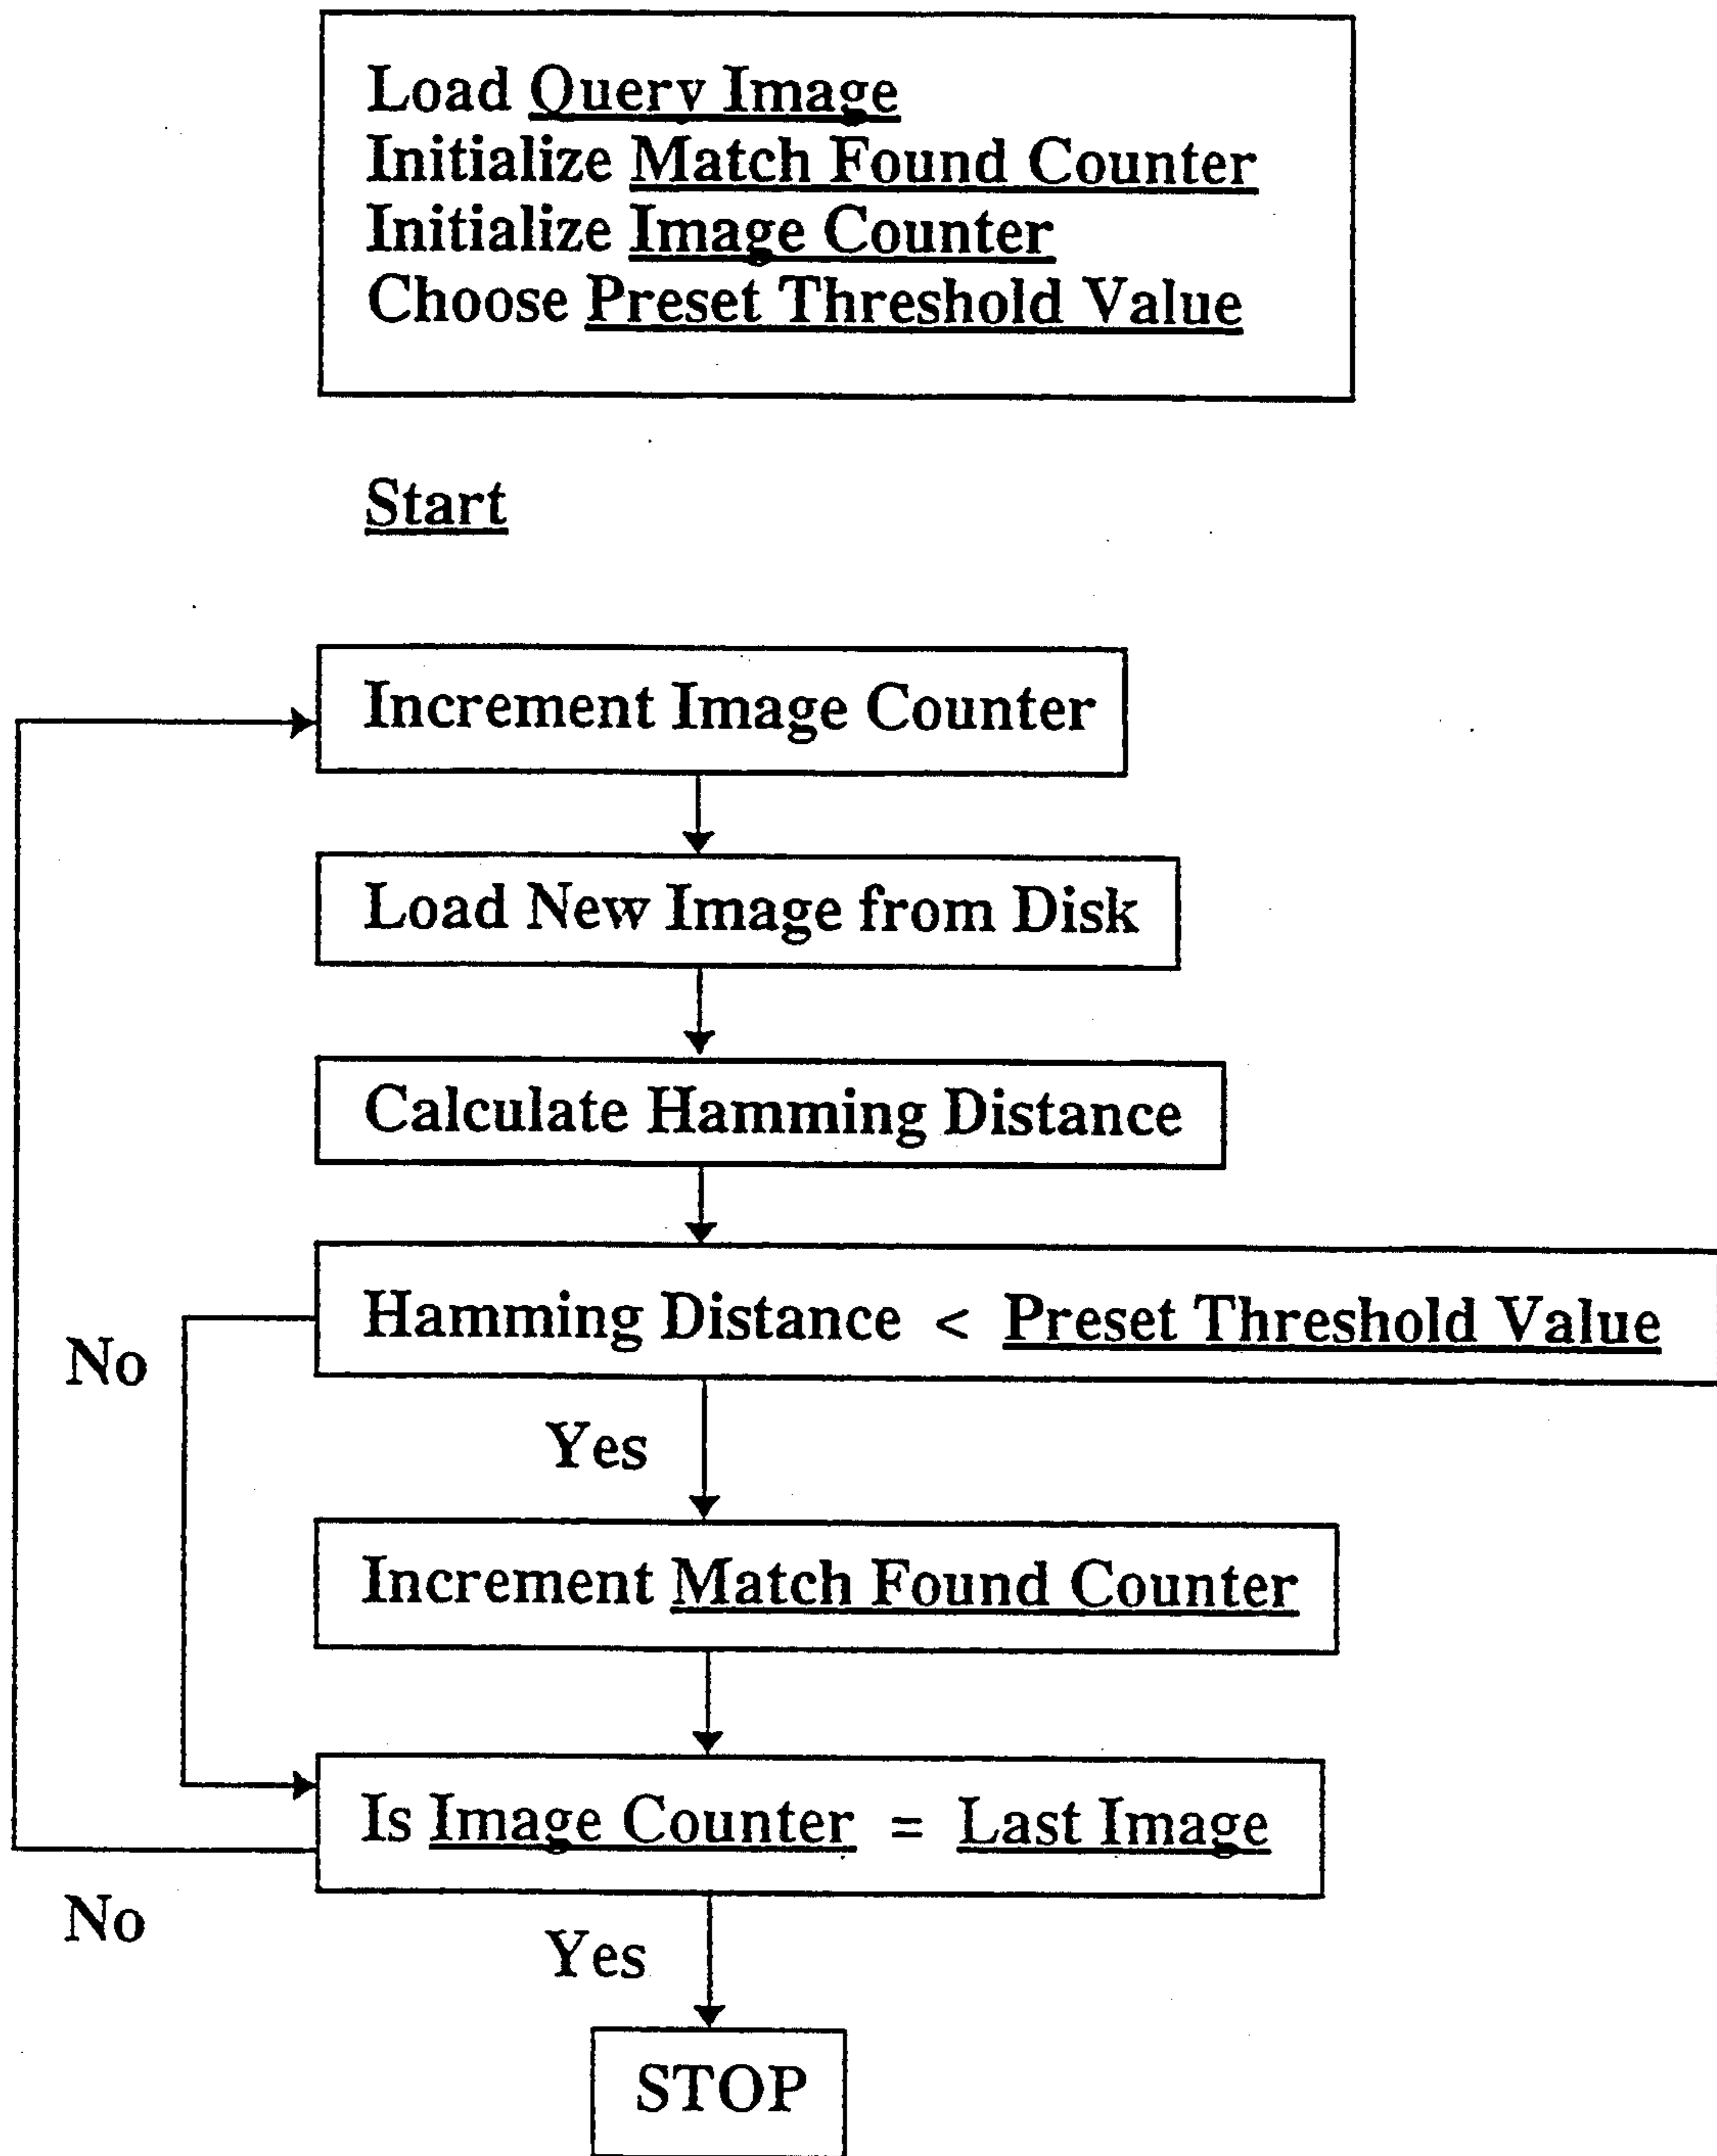 Load Query Image
Initialize Match Found Counter
Initialize Image Counter
Choose Preset Threshold Value
Start
Increment Image Counter
Load New Image from Disk
Calculate Hamming Distance
Hamming Distance < Preset Threshold Value
No
Yes
Increment Match Found Counter
Is Image Counter = Last Image
No
Yes
STOP